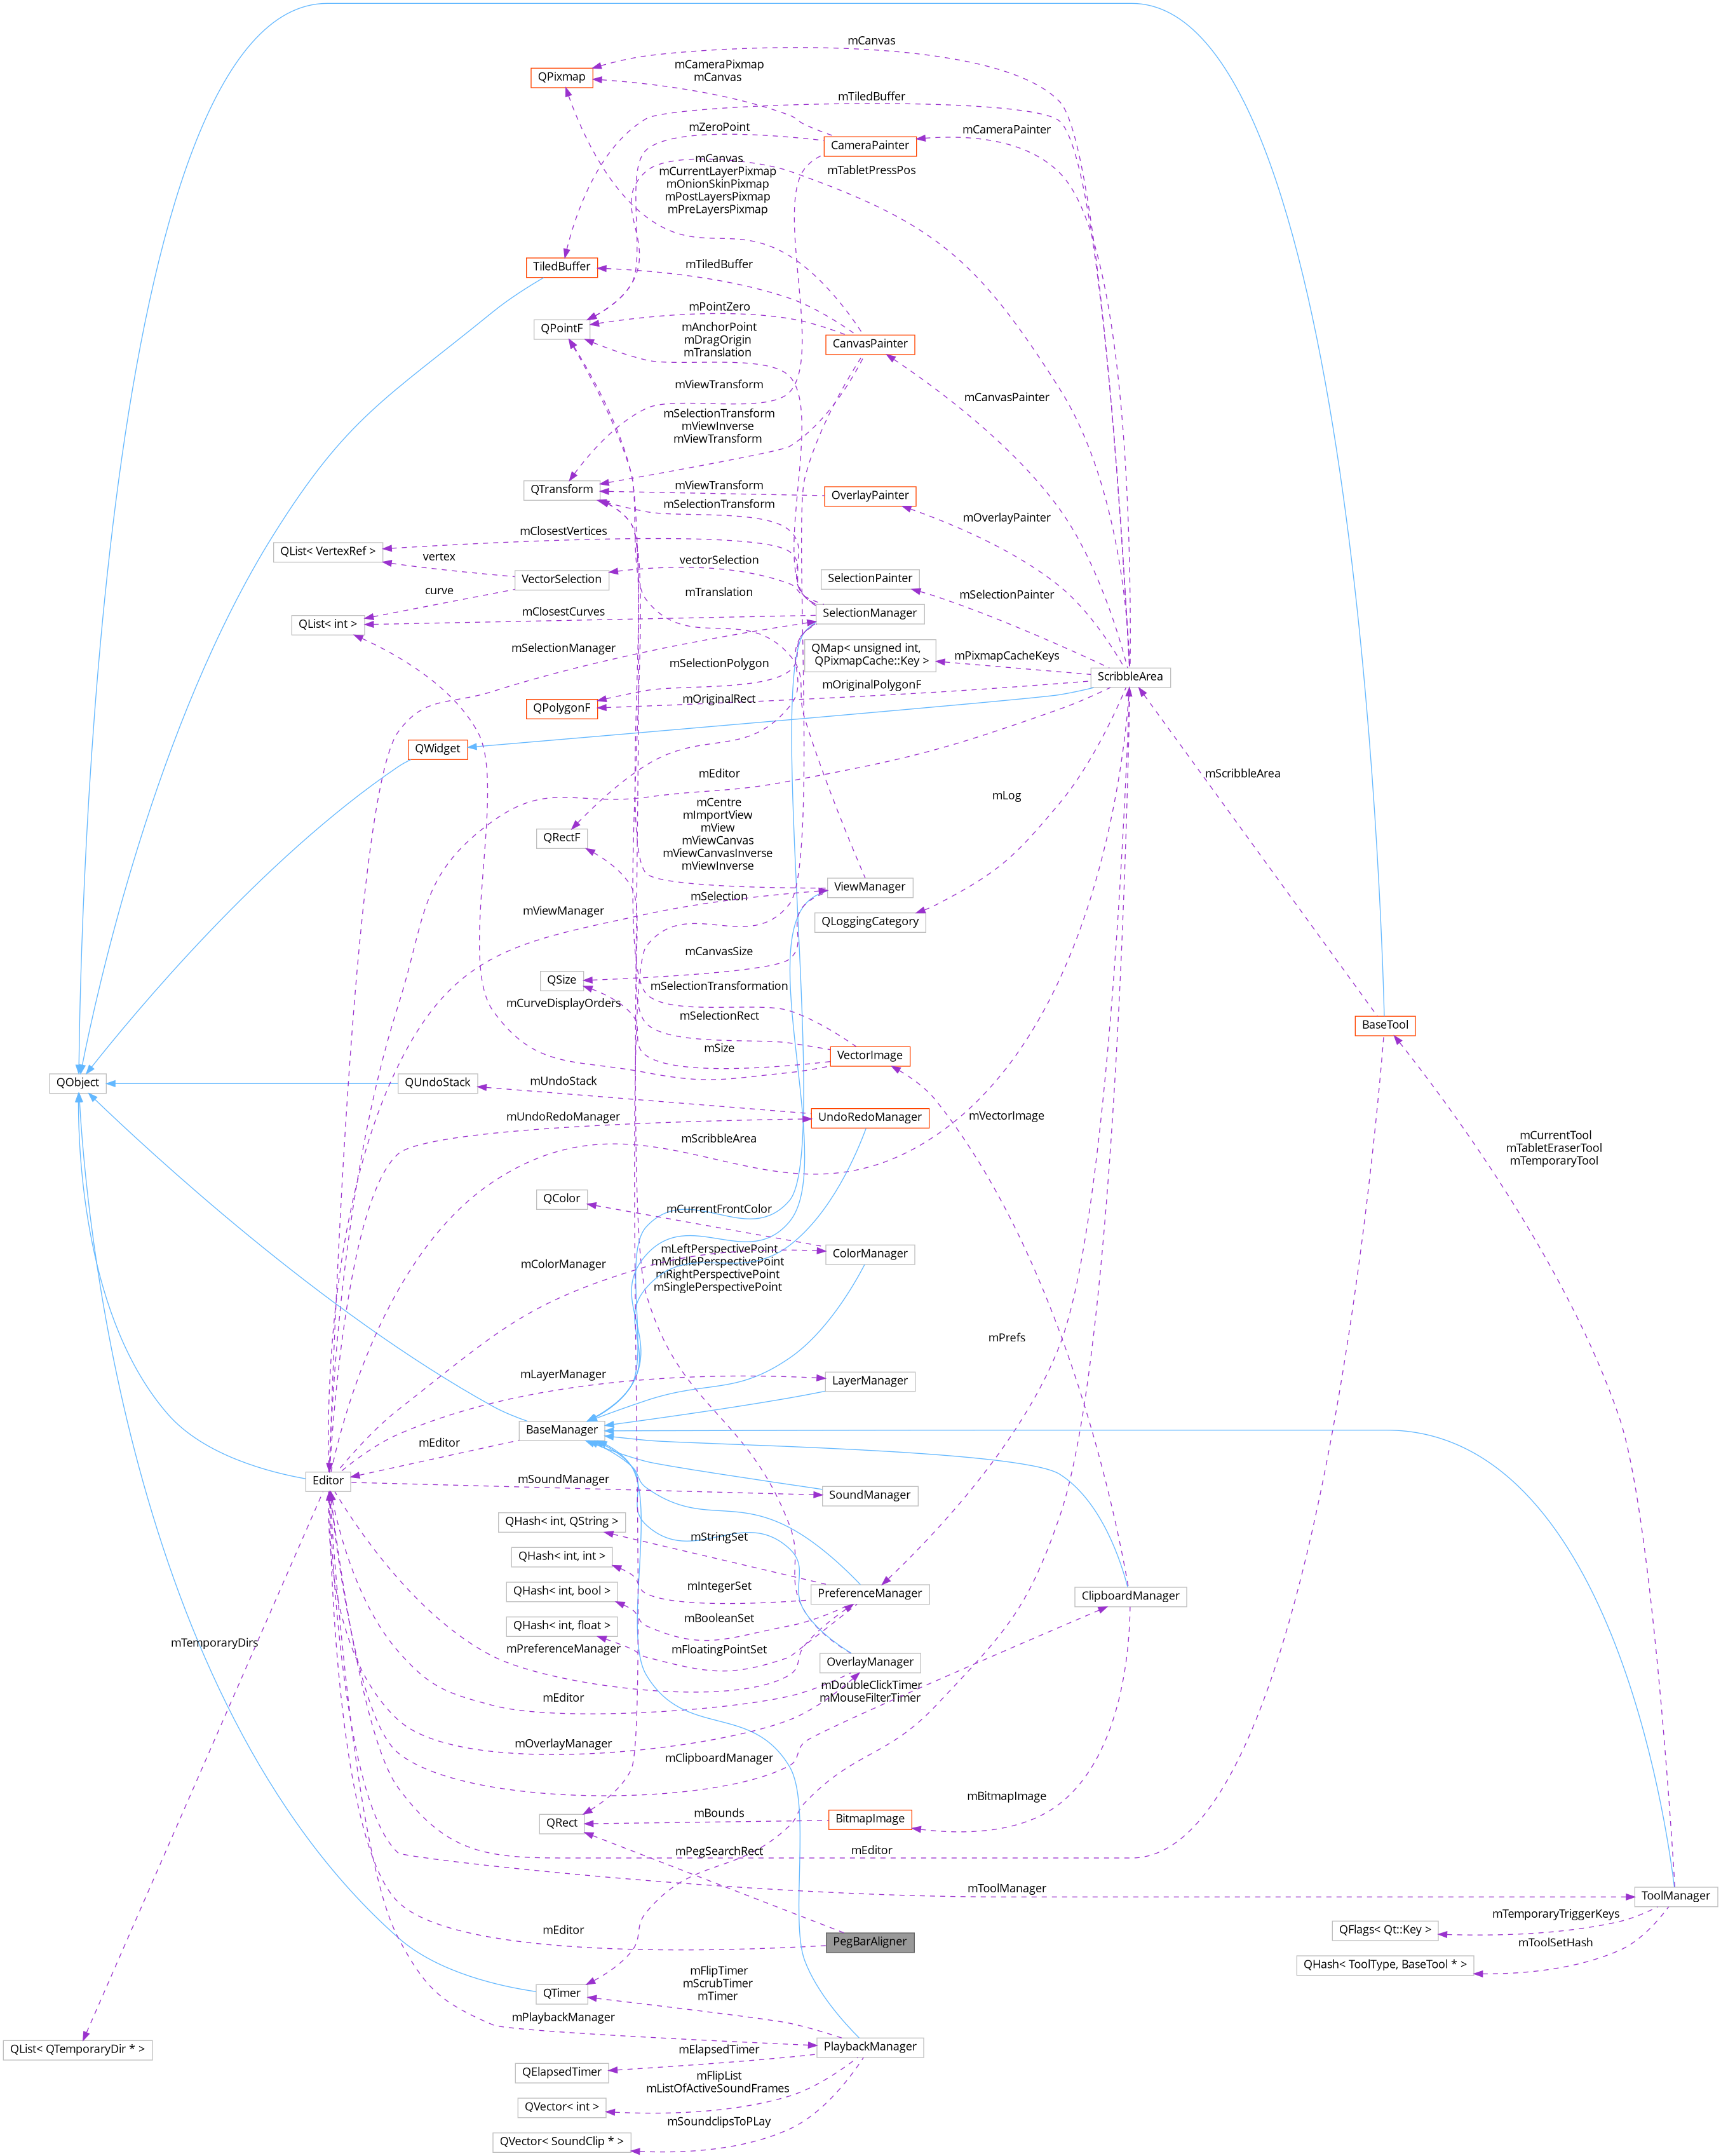 mCanvas
mCameraPixmap
mCanvas
QPixmap
mTiledBuffer
mZeroPoint
mCameraPainter
CameraPainter
mCanvas
mCurrentLayerPixmap
mOnionSkinPixmap
mPostLayersPixmap
mPreLayersPixmap
mTabletPressPos
TiledBuffer
mTiledBuffer
mPointZero
QPointF
mAnchorPoint
mDragOrigin
mTranslation
CanvasPainter
mViewTransform
mCanvasPainter
mSelectionTransform
mViewInverse
mViewTransform
QTransform
mViewTransform
OverlayPainter
mSelectionTransform
mOverlayPainter
mClosestVertices
QList< VertexRef >
vertex
vectorSelection
VectorSelection
SelectionPainter
curve
mTranslation
mSelectionPainter
mClosestCurves
SelectionManager
QList< int >
mSelectionManager
QMap< unsigned int,
QPixmapCache::Key >
mPixmapCacheKeys
mSelectionPolygon
ScribbleArea
mOriginalPolygonF
mOriginalRect
QPolygonF
QWidget
mEditor
mScribbleArea
mLog
mCentre
mImportView
mView
mViewCanvas
mViewCanvasInverse
mViewInverse
QRectF
ViewManager
mSelection
mViewManager
QLoggingCategory
mCanvasSize
QSize
mSelectionTransformation
mCurveDisplayOrders
mSelectionRect
BaseTool
mSize
VectorImage
QObject
QUndoStack
mUndoStack
mUndoRedoManager
UndoRedoManager
mVectorImage
mScribbleArea
mCurrentTool
mTabletEraserTool
mTemporaryTool
QColor
mCurrentFrontColor
mColorManager
mLeftPerspectivePoint
mMiddlePerspectivePoint
mRightPerspectivePoint
mSinglePerspectivePoint
ColorManager
mPrefs
mLayerManager
LayerManager
BaseManager
mEditor
Editor
mSoundManager
SoundManager
QHash< int, QString >
mStringSet
QHash< int, int >
mIntegerSet
QHash< int, bool >
PreferenceManager
ClipboardManager
mBooleanSet
QHash< int, float >
mTemporaryDirs
mPreferenceManager
mFloatingPointSet
OverlayManager
mEditor
mDoubleClickTimer
mMouseFilterTimer
mOverlayManager
mClipboardManager
mBitmapImage
mBounds
BitmapImage
QRect
mPegSearchRect
mEditor
mToolManager
ToolManager
mTemporaryTriggerKeys
QFlags< Qt::Key >
mEditor
PegBarAligner
mToolSetHash
QHash< ToolType, BaseTool * >
mFlipTimer
mScrubTimer
mTimer
QTimer
mPlaybackManager
PlaybackManager
QList< QTemporaryDir * >
mElapsedTimer
QElapsedTimer
mFlipList
mListOfActiveSoundFrames
QVector< int >
mSoundclipsToPLay
QVector< SoundClip * >